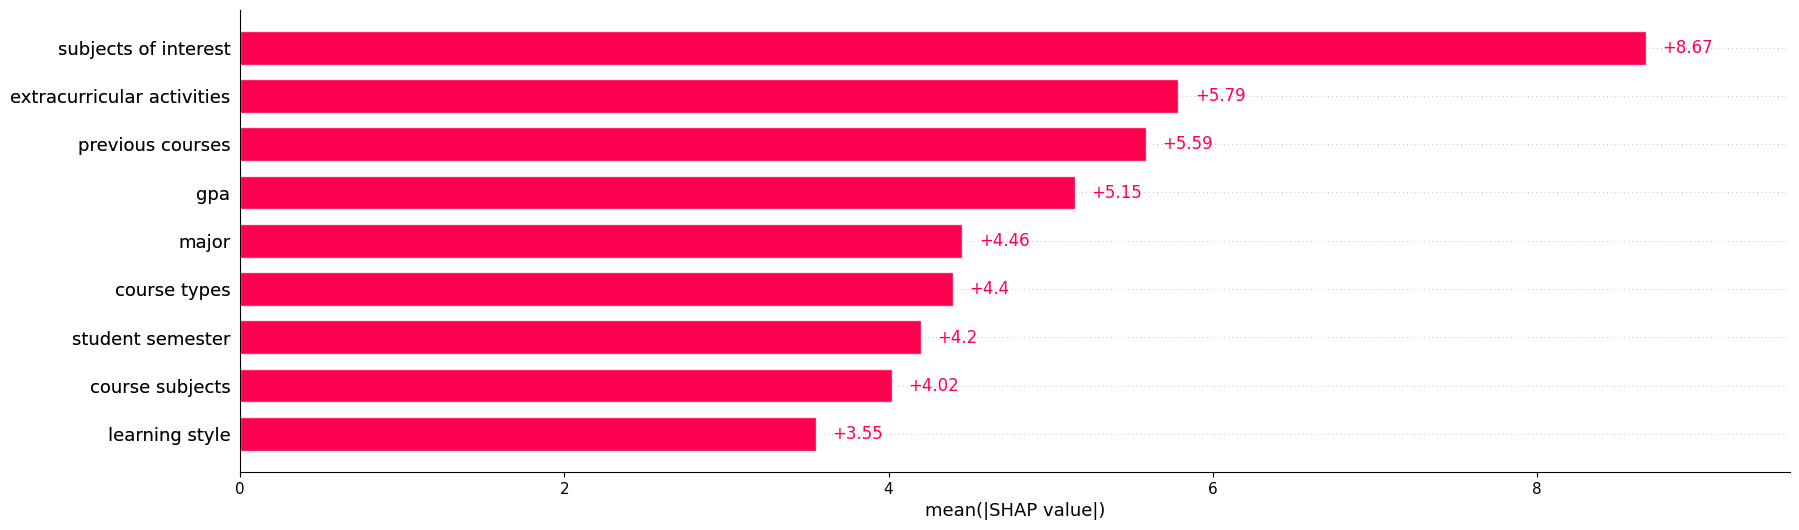 subjects of interest +8.67
extracurricular activities +5.79
previous courses +5.59
gpa +5.15
major +4.46
course types +4.4
student semester +4.2
course subjects +4.02
learning style +3.55
0 2 4 6 8
mean(|SHAP value|)